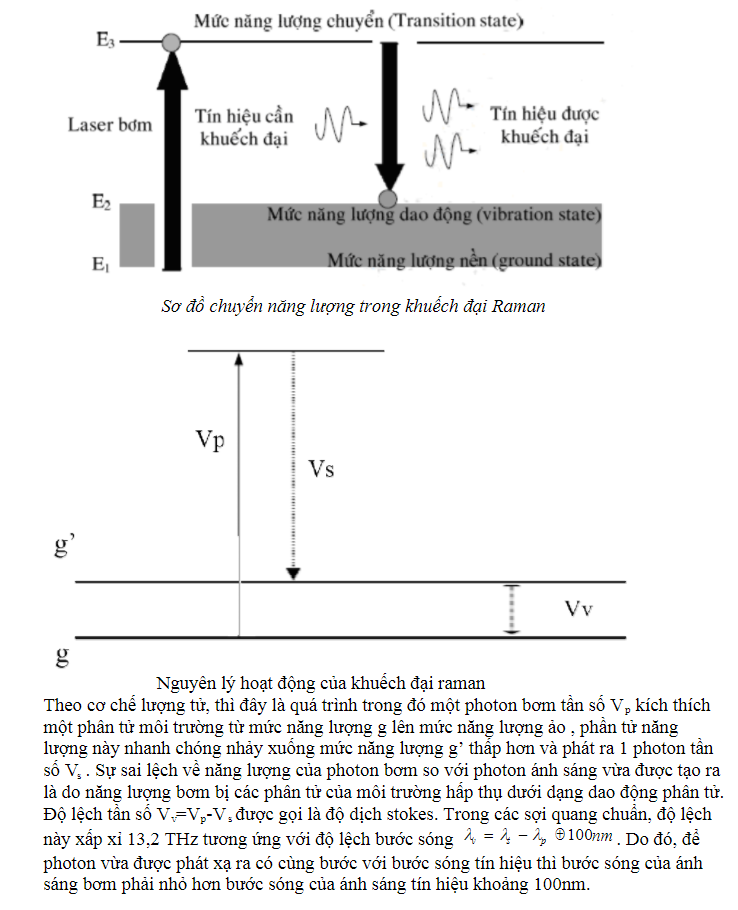 Mức năng lượng chuyển (Transition state)
E₃
Laser bơm
Tín hiệu cần
khuếch đại
Tín hiệu được
khuếch đại
E₂
Mức năng lượng dao động (vibration state)
E₁
Mức năng lượng nền (ground state)
Sơ đồ chuyển năng lượng trong khuếch đại Raman
Vp
Vs
g’
Vv
g
Nguyên lý hoạt động của khuếch đại raman
Theo cơ chế lượng tử, thì đây là quá trình trong đó một photon bơm tần số Vₚ kích thích
một phân tử môi trường từ mức năng lượng g lên mức năng lượng ảo , phần tử năng
lượng này nhanh chóng nhảy xuống mức năng lượng g’ thấp hơn và phát ra 1 photon tần
số Vₛ . Sự sai lệch về năng lượng của photon bơm so với photon ánh sáng vừa được tạo ra
là do năng lượng bơm bị các phân tử của môi trường hấp thụ dưới dạng dao động phân tử.
Độ lệch tần số Vᵥ=Vₚ-Vₛ được gọi là độ dịch stokes. Trong các sợi quang chuẩn, độ lệch
này xấp xỉ 13,2 THz tương ứng với độ lệch bước sóng λᵥ = λₛ − λₚ ⊕100nm . Do đó, để
photon vừa được phát xạ ra có cùng bước với bước sóng tín hiệu thì bước sóng của ánh
sáng bơm phải nhỏ hơn bước sóng của ánh sáng tín hiệu khoảng 100nm.